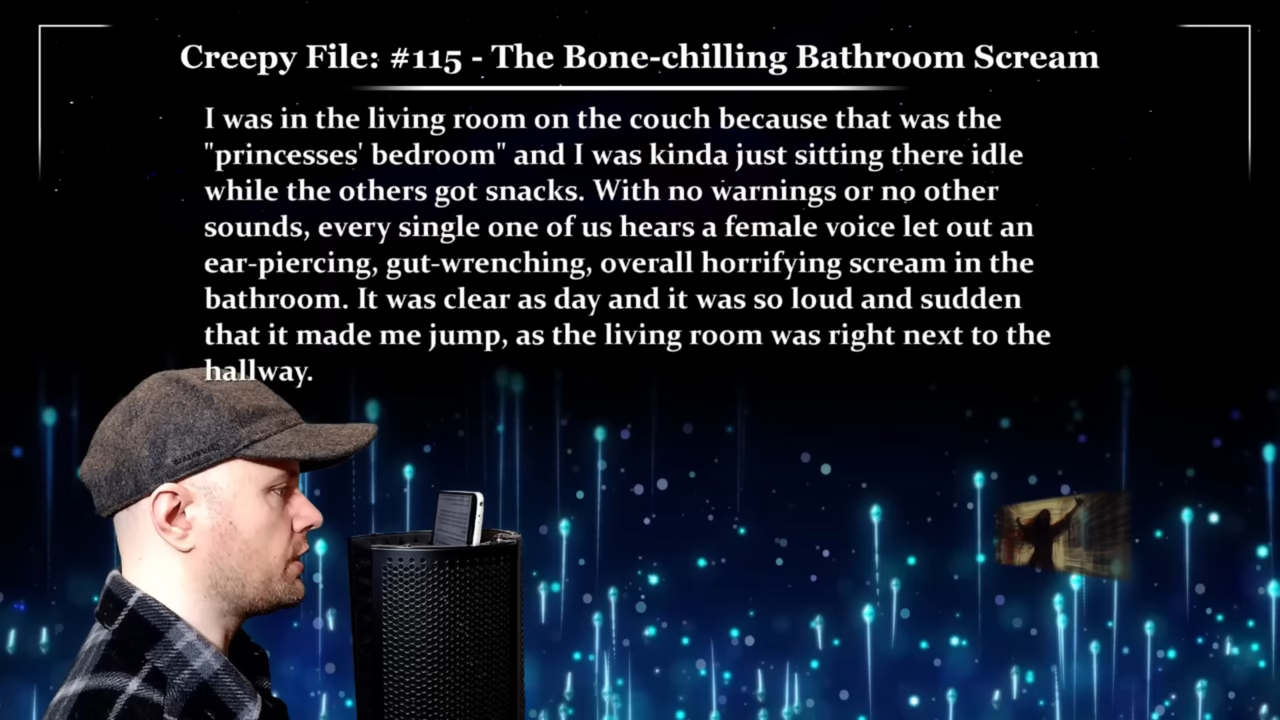 Creepy File: #115 - The Bone-chilling Bathroom Scream
I was in the living room on the couch because that was the
"princesses' bedroom" and I was kinda just sitting there idle
while the others got snacks. With no warnings or no other
sounds, every single one of us hears a female voice let out an
ear-piercing, gut-wrenching, overall horrifying scream in the
bathroom. It was clear as day and it was so loud and sudden
that it made me jump, as the living room was right next to the
hallway.